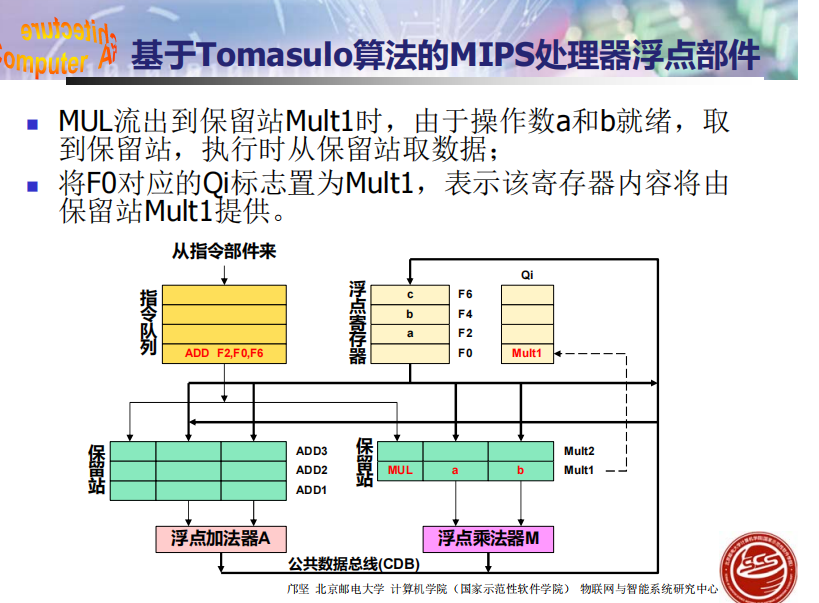 chitecture
omputer A
基于Tomasulo算法的MIPS处理器浮点部件
MUL流出到保留站Mult1时，由于操作数a和b就绪，取
到保留站，执行时从保留站取数据；
将F0对应的Qi标志置为Mult1，表示该寄存器内容将由
保留站Mult1提供。
从指令部件来
指令队列
ADD F2,F0,F6
浮点寄存器
c F6
b F4
a F2
F0
Qi
Mult1
保留站
ADD3
ADD2
ADD1
保留站
Mult2
MUL a b Mult1
浮点加法器A
浮点乘法器M
公共数据总线(CDB)
邝坚 北京邮电大学 计算机学院（国家示范性软件学院） 物联网与智能系统研究中心